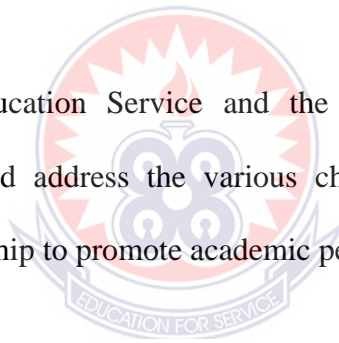 ucation Service and the
d address the various ch
hip to promote academic pe
EDUCATION FOR SERVICE